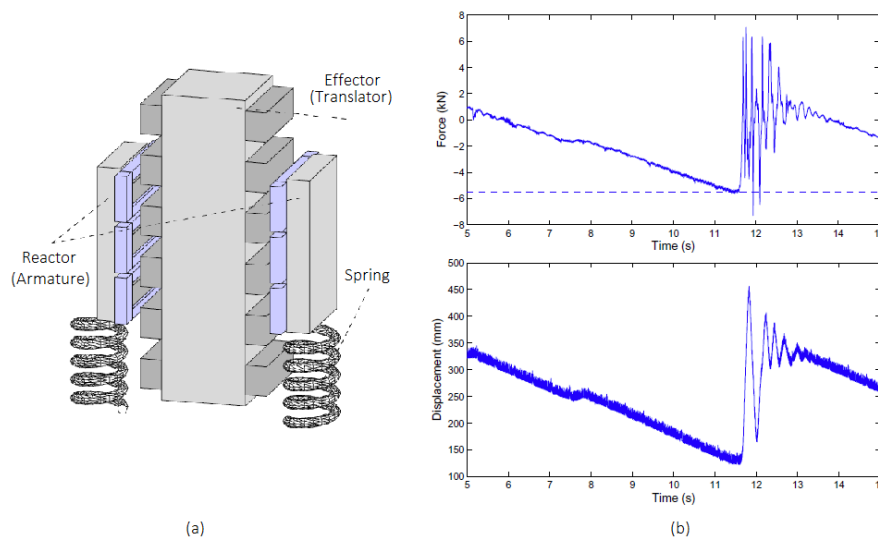 Effector
(Translator)
Reactor
(Armature)
Spring
(a)
8
6
4
2
0
-2
-4
-6
-8
Force (kN)
5 6 7 8 9 10 11 12 13 14 15
Time (s)
500
450
400
350
300
250
200
150
100
Displacement (mm)
5 6 7 8 9 10 11 12 13 14 15
Time (s)
(b)